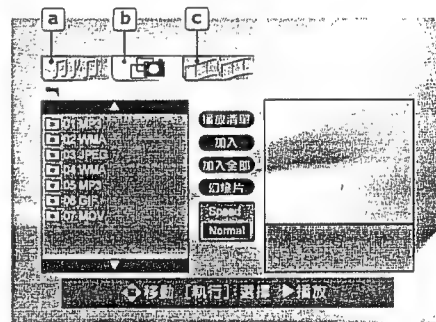 a b c
01 MP3
02 WMA
03 JPEG
04 WMA
05 MP3
06 GIF
07 MOV
播放清單
加入
加入全部
幻燈片
Speed
Normal
移動 [執行] 選擇 ▶播放